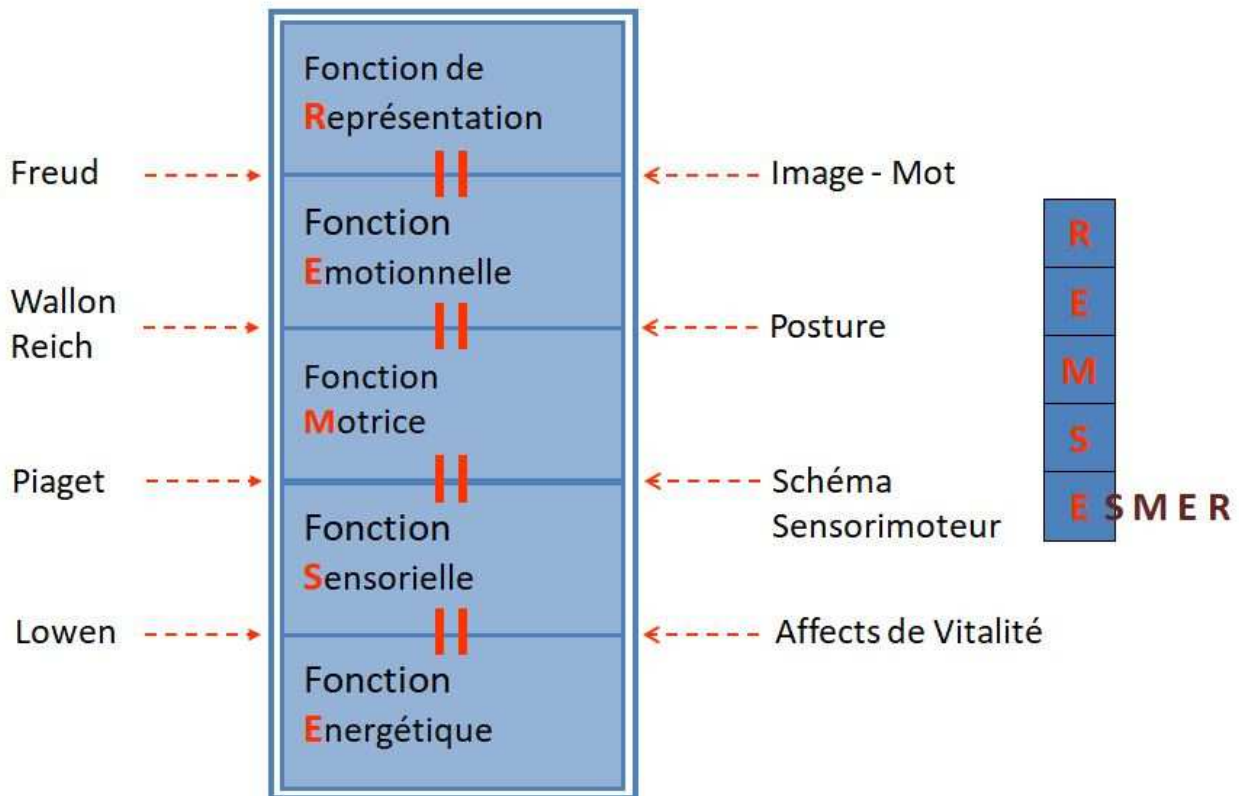 Fonction de
Représentation
Freud
Image - Mot
Fonction
Emotionnelle
Wallon
Reich
Posture
Fonction
Motrice
Piaget
Schéma
Sensorimoteur
Fonction
Sensorielle
Lowen
Affects de Vitalité
Fonction
Energétique
R
E
M
S
E S M E R